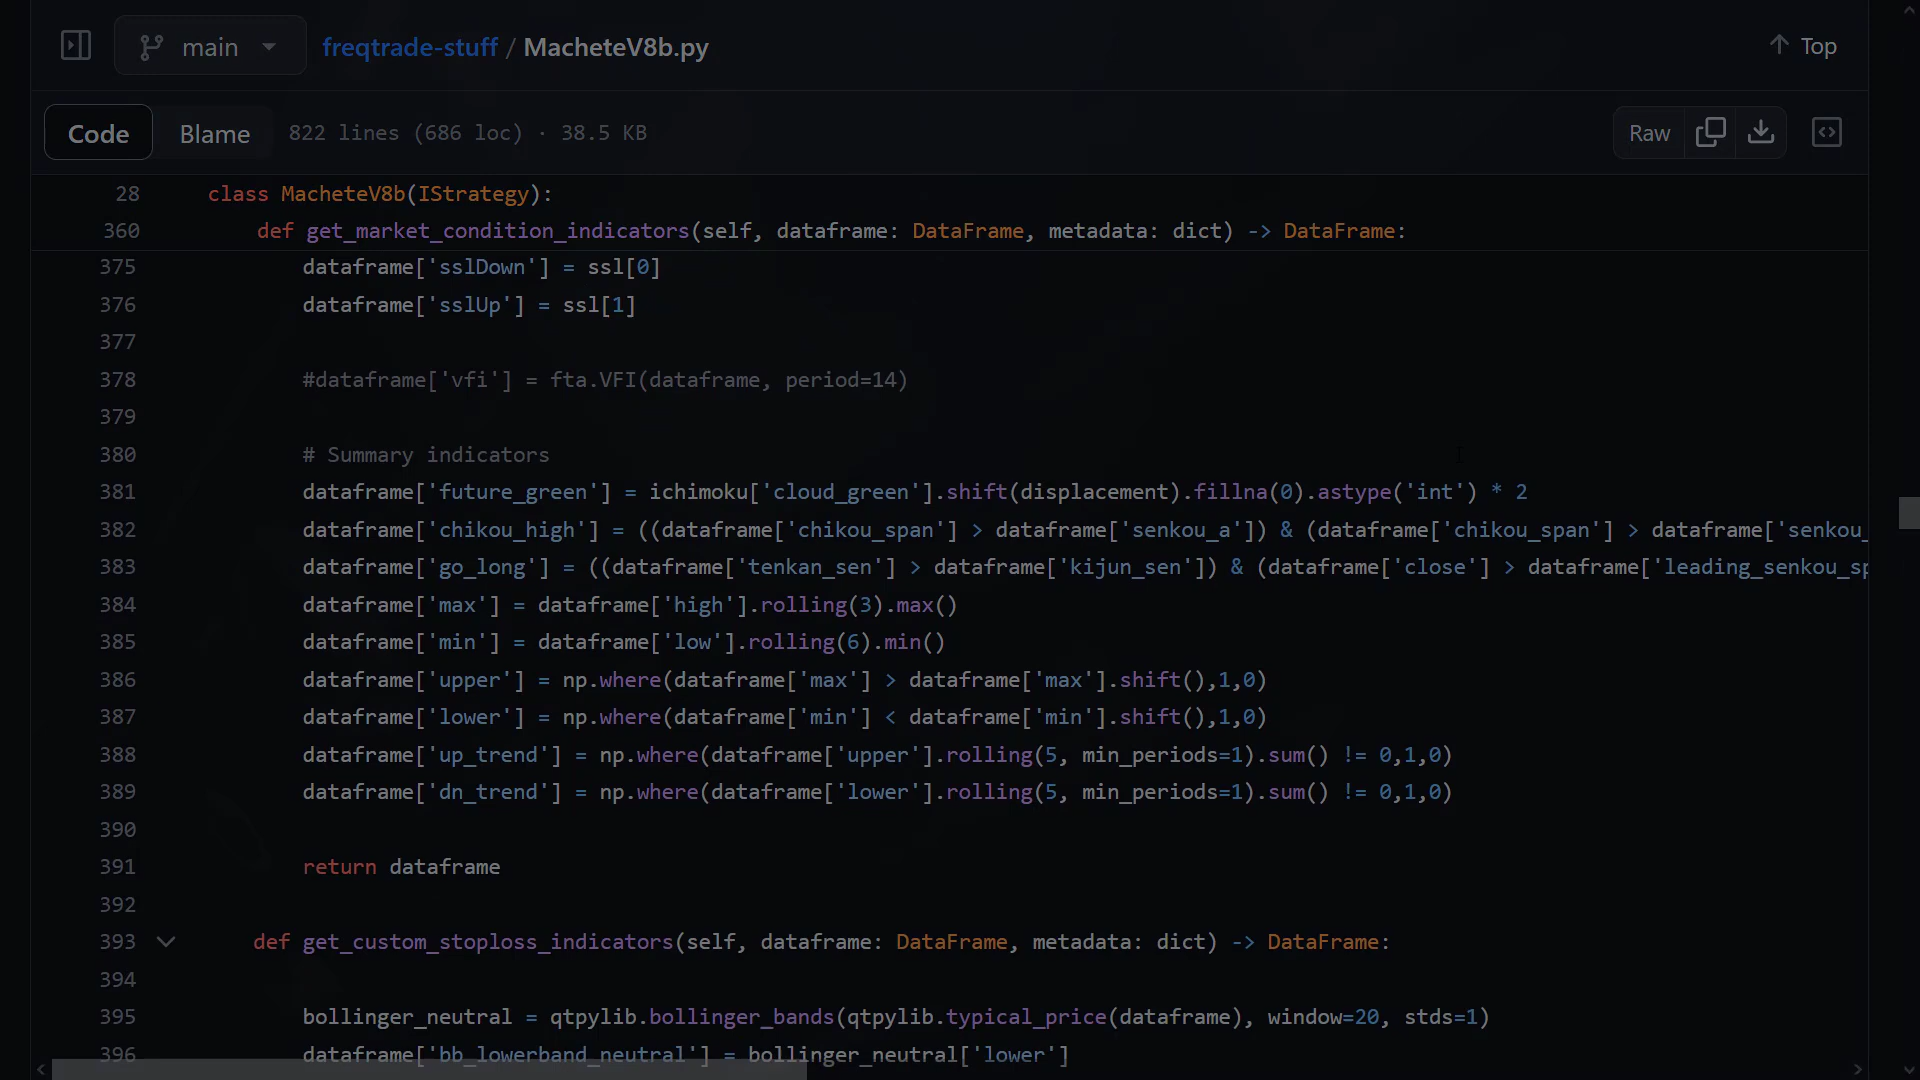 main
freqtrade-stuff / MacheteV8b.py
Top
Code Blame 822 lines (686 loc) · 38.5 KB
Raw
28 class MacheteV8b(IStrategy):
360 def get_market_condition_indicators(self, dataframe: DataFrame, metadata: dict) -> DataFrame:
375 dataframe['sslDown'] = ssl[0]
376 dataframe['sslUp'] = ssl[1]
377
378 #dataframe['vfi'] = fta.VFI(dataframe, period=14)
379
380 # Summary indicators
381 dataframe['future_green'] = ichimoku['cloud_green'].shift(displacement).fillna(0).astype('int') * 2
382 dataframe['chikou_high'] = ((dataframe['chikou_span'] > dataframe['senkou_a']) & (dataframe['chikou_span'] > dataframe['senkou_
383 dataframe['go_long'] = ((dataframe['tenkan_sen'] > dataframe['kijun_sen']) & (dataframe['close'] > dataframe['leading_senkou_sp
384 dataframe['max'] = dataframe['high'].rolling(3).max()
385 dataframe['min'] = dataframe['low'].rolling(6).min()
386 dataframe['upper'] = np.where(dataframe['max'] > dataframe['max'].shift(),1,0)
387 dataframe['lower'] = np.where(dataframe['min'] < dataframe['min'].shift(),1,0)
388 dataframe['up_trend'] = np.where(dataframe['upper'].rolling(5, min_periods=1).sum() != 0,1,0)
389 dataframe['dn_trend'] = np.where(dataframe['lower'].rolling(5, min_periods=1).sum() != 0,1,0)
390
391 return dataframe
392
393 def get_custom_stoploss_indicators(self, dataframe: DataFrame, metadata: dict) -> DataFrame:
394
395 bollinger_neutral = qtpylib.bollinger_bands(qtpylib.typical_price(dataframe), window=20, stds=1)
396 dataframe['bb_lowerband_neutral'] = bollinger_neutral['lower']